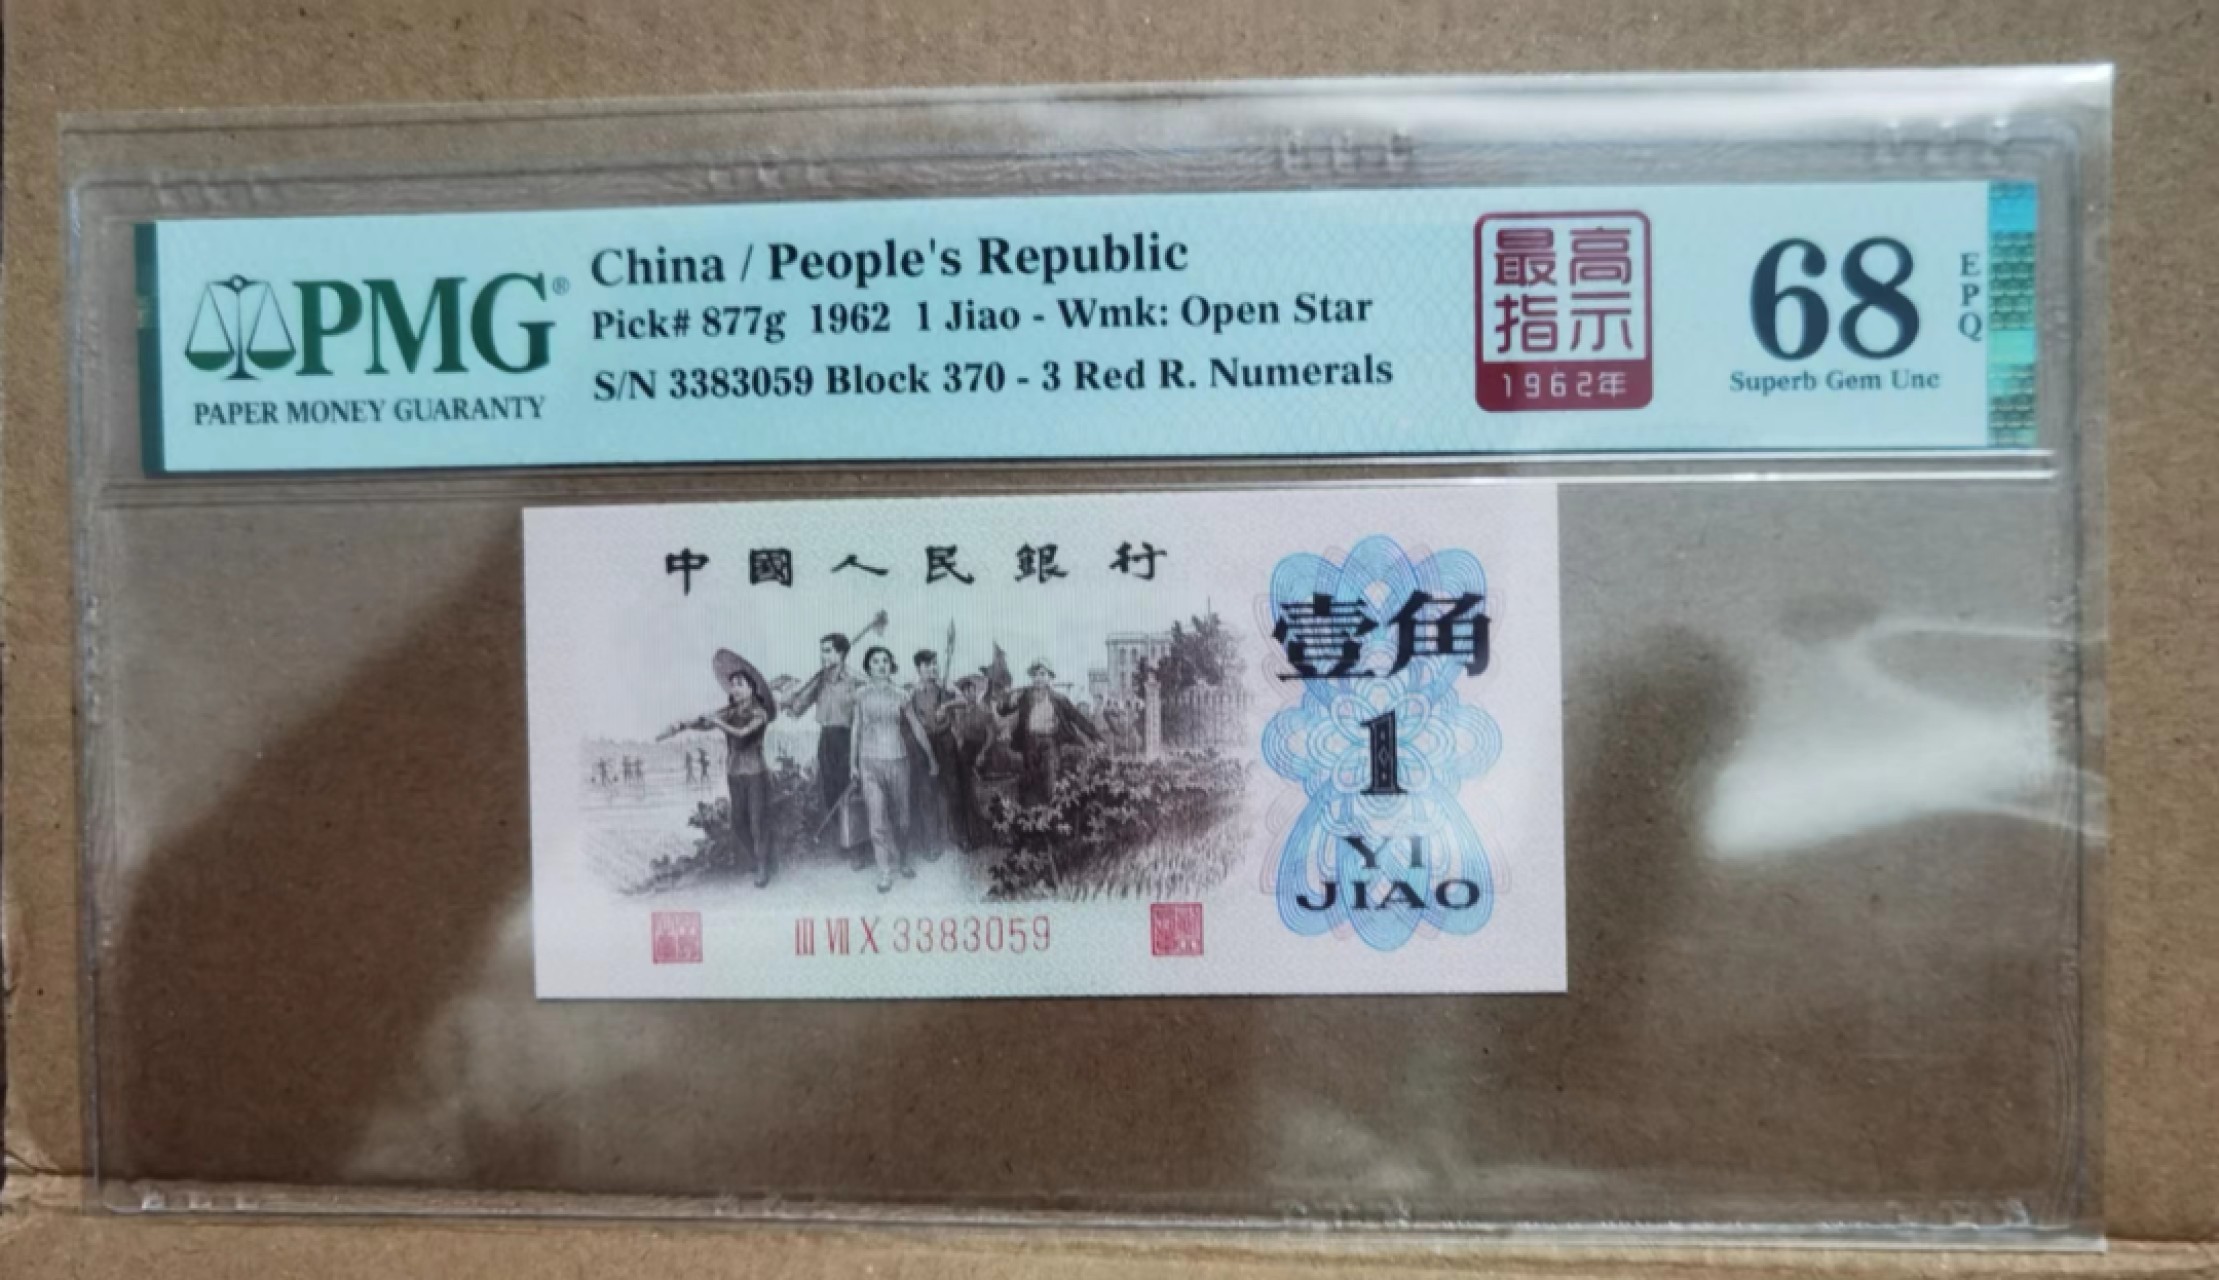 PMG®
PAPER MONEY GUARANTY
China / People's Republic
Pick# 877g 1962 1 Jiao - Wmk: Open Star
S/N 3383059 Block 370 - 3 Red R. Numerals
最高
指示
1962年
68
EPQ
Superb Gem Unc
中國人民銀行
壹角
1
YI
JIAO
III VII X 3383059